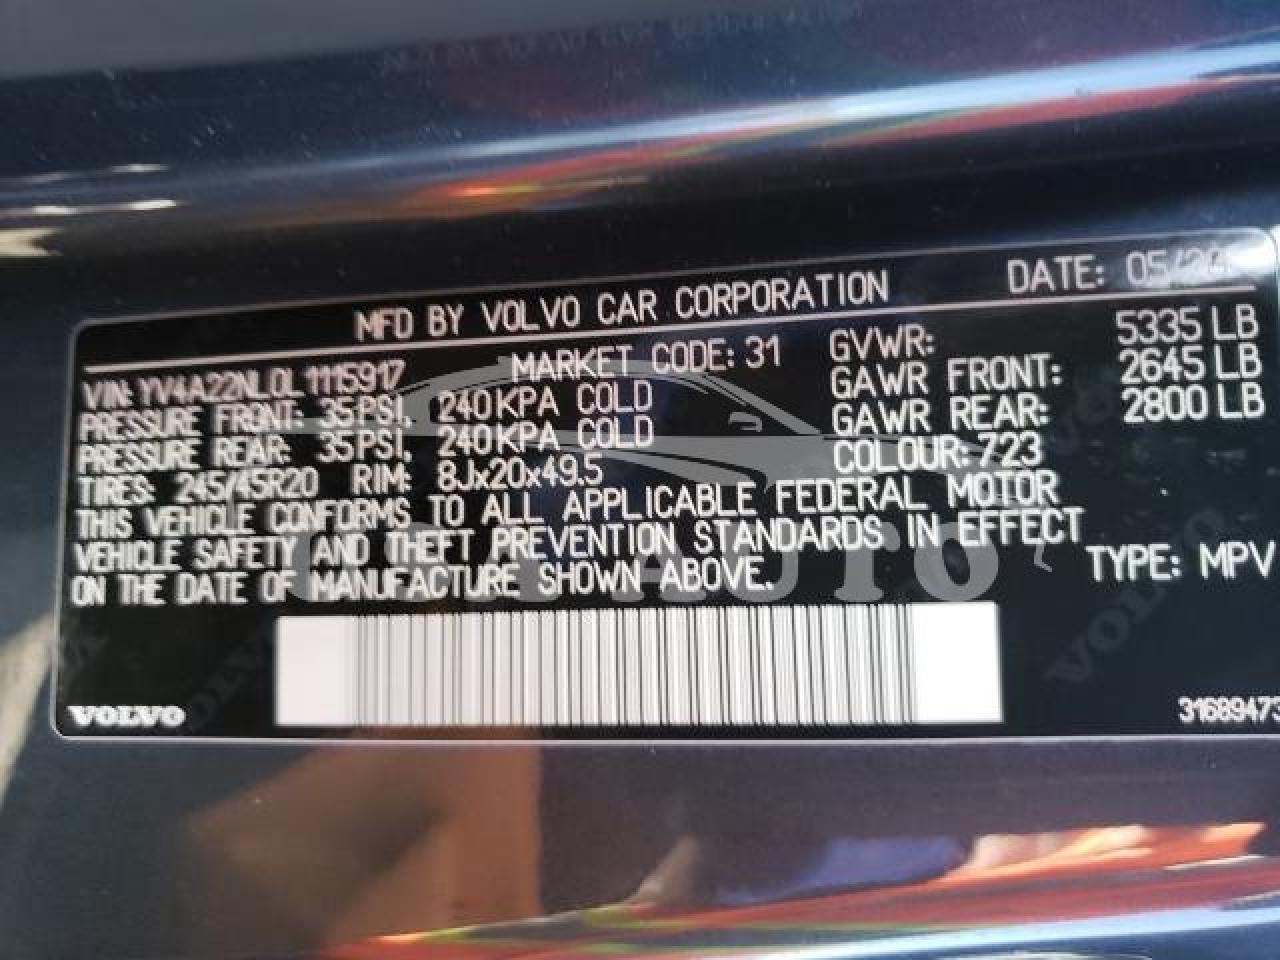 MFD BY VOLVO CAR CORPORATION DATE: 05/20
VIN: YV4A22NL0L1115917 MARKET CODE: 31 GVWR: 5335 LB
PRESSURE FRONT: 35PSI, 240KPA COLD GAWR FRONT: 2645 LB
PRESSURE REAR: 35PSI, 240KPA COLD GAWR REAR: 2800 LB
TIRES: 245/45R20 RIM: 8Jx20x49.5 COLOUR: 723
THIS VEHICLE CONFORMS TO ALL APPLICABLE FEDERAL MOTOR
VEHICLE SAFETY AND THEFT PREVENTION STANDARDS IN EFFECT
ON THE DATE OF MANUFACTURE SHOWN ABOVE. TYPE: MPV
VOLVO 31689473